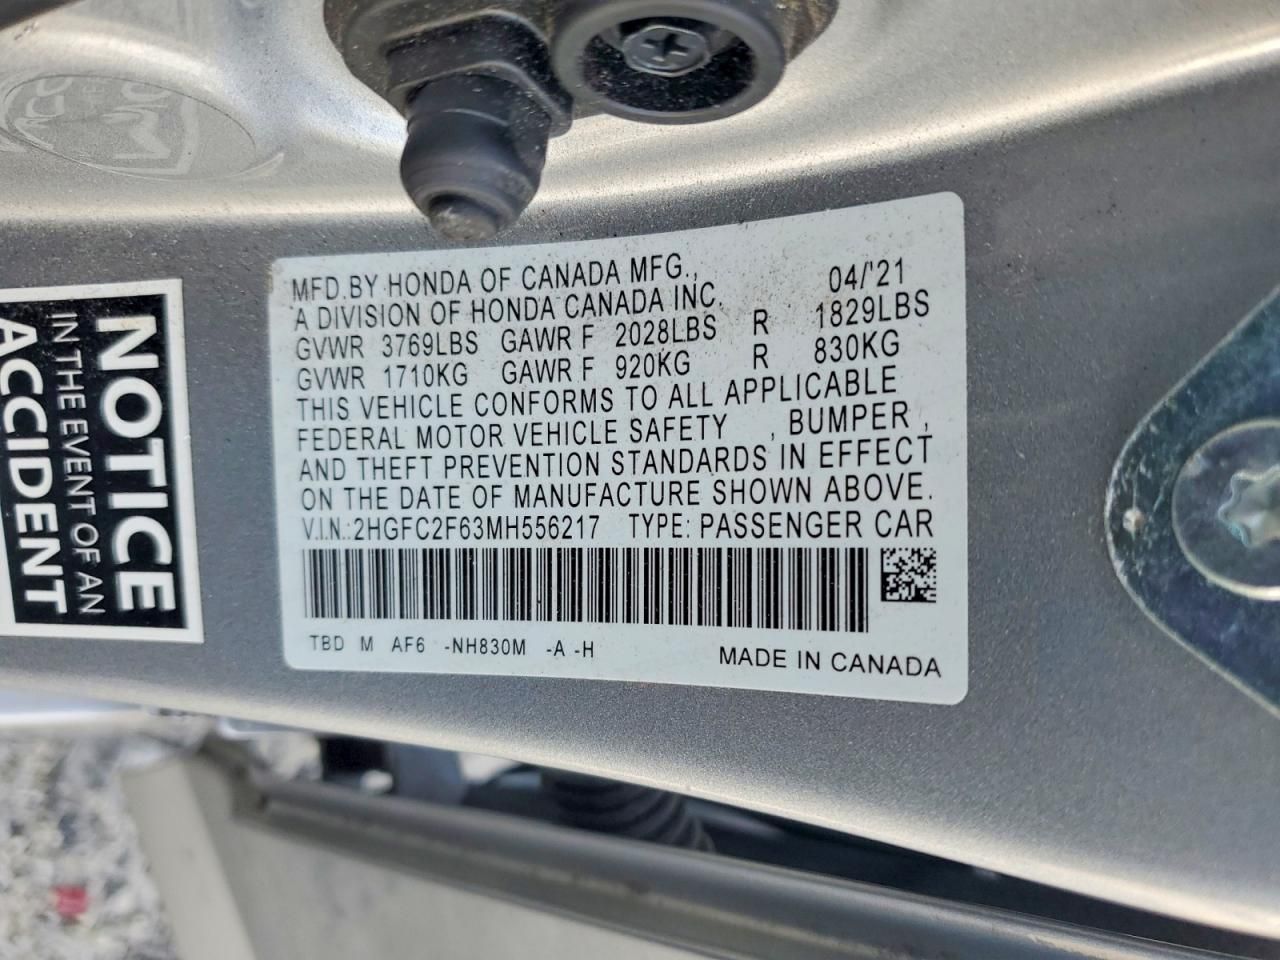 MFD.BY HONDA OF CANADA MFG., 04/'21
A DIVISION OF HONDA CANADA INC.
GVWR 3769LBS GAWR F 2028LBS R 1829LBS
GVWR 1710KG GAWR F 920KG R 830KG
THIS VEHICLE CONFORMS TO ALL APPLICABLE
FEDERAL MOTOR VEHICLE SAFETY , BUMPER ,
AND THEFT PREVENTION STANDARDS IN EFFECT
ON THE DATE OF MANUFACTURE SHOWN ABOVE.
V.I.N.:2HGFC2F63MH556217 TYPE: PASSENGER CAR
TBD M AF6 -NH830M -A -H
MADE IN CANADA
NOTICE
IN THE EVENT OF AN
ACCIDENT